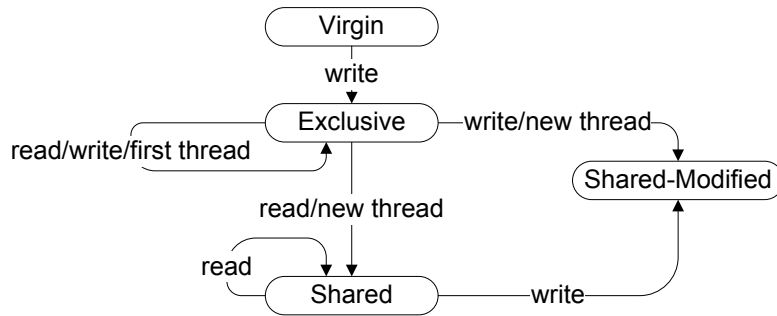 Virgin
write
Exclusive
write/new thread
read/write/first thread
Shared-Modified
read/new thread
read
Shared
write